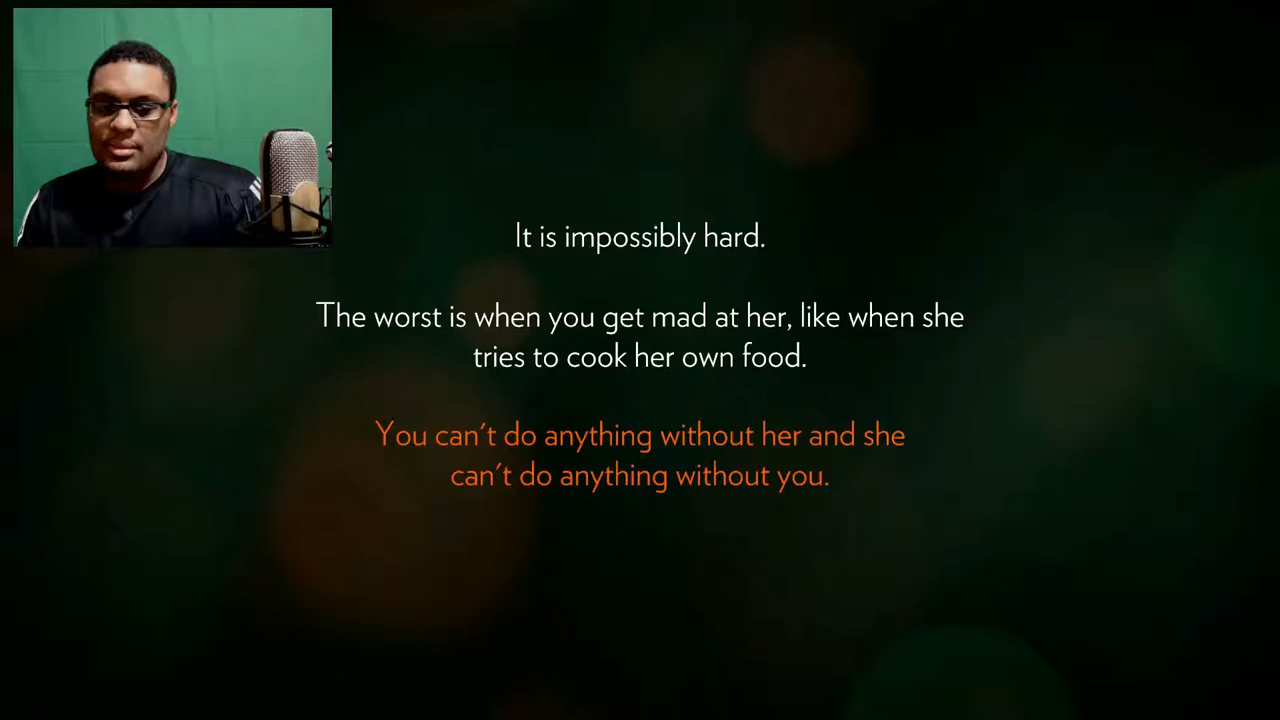 It is impossibly hard.
The worst is when you get mad at her, like when she
tries to cook her own food.
You can't do anything without her and she
can't do anything without you.